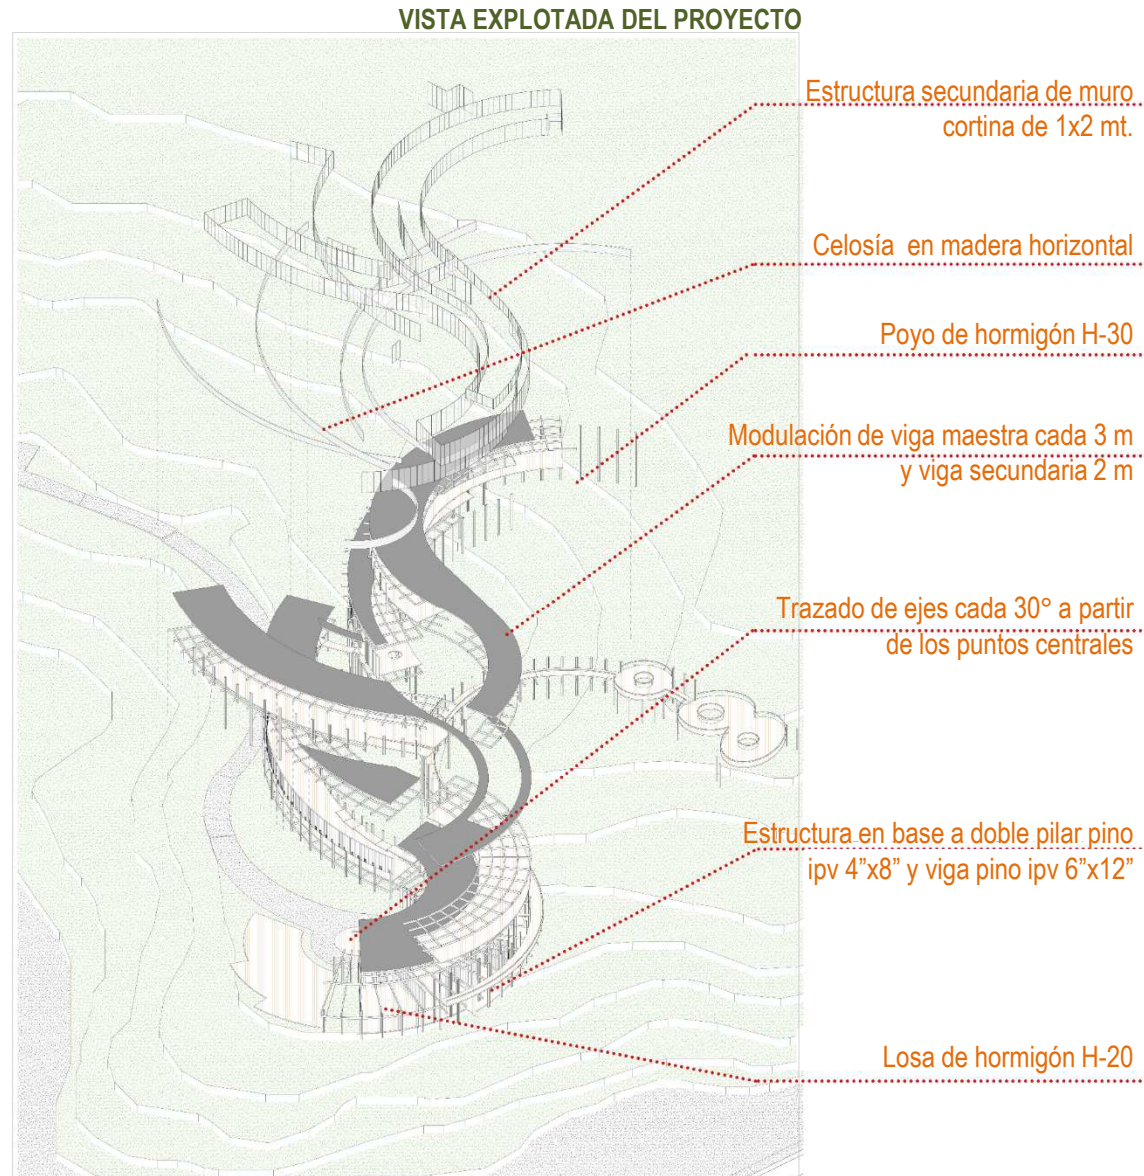 VISTA EXPLOTADA DEL PROYECTO
Estructura secundaria de muro
cortina de 1x2 mt.
Celosía en madera horizontal
Poyo de hormigón H-30
Modulación de viga maestra cada 3 m
y viga secundaria 2 m
Trazado de ejes cada 30° a partir
de los puntos centrales
Estructura en base a doble pilar pino
ipv 4”x8” y viga pino ipv 6”x12”
Losa de hormigón H-20